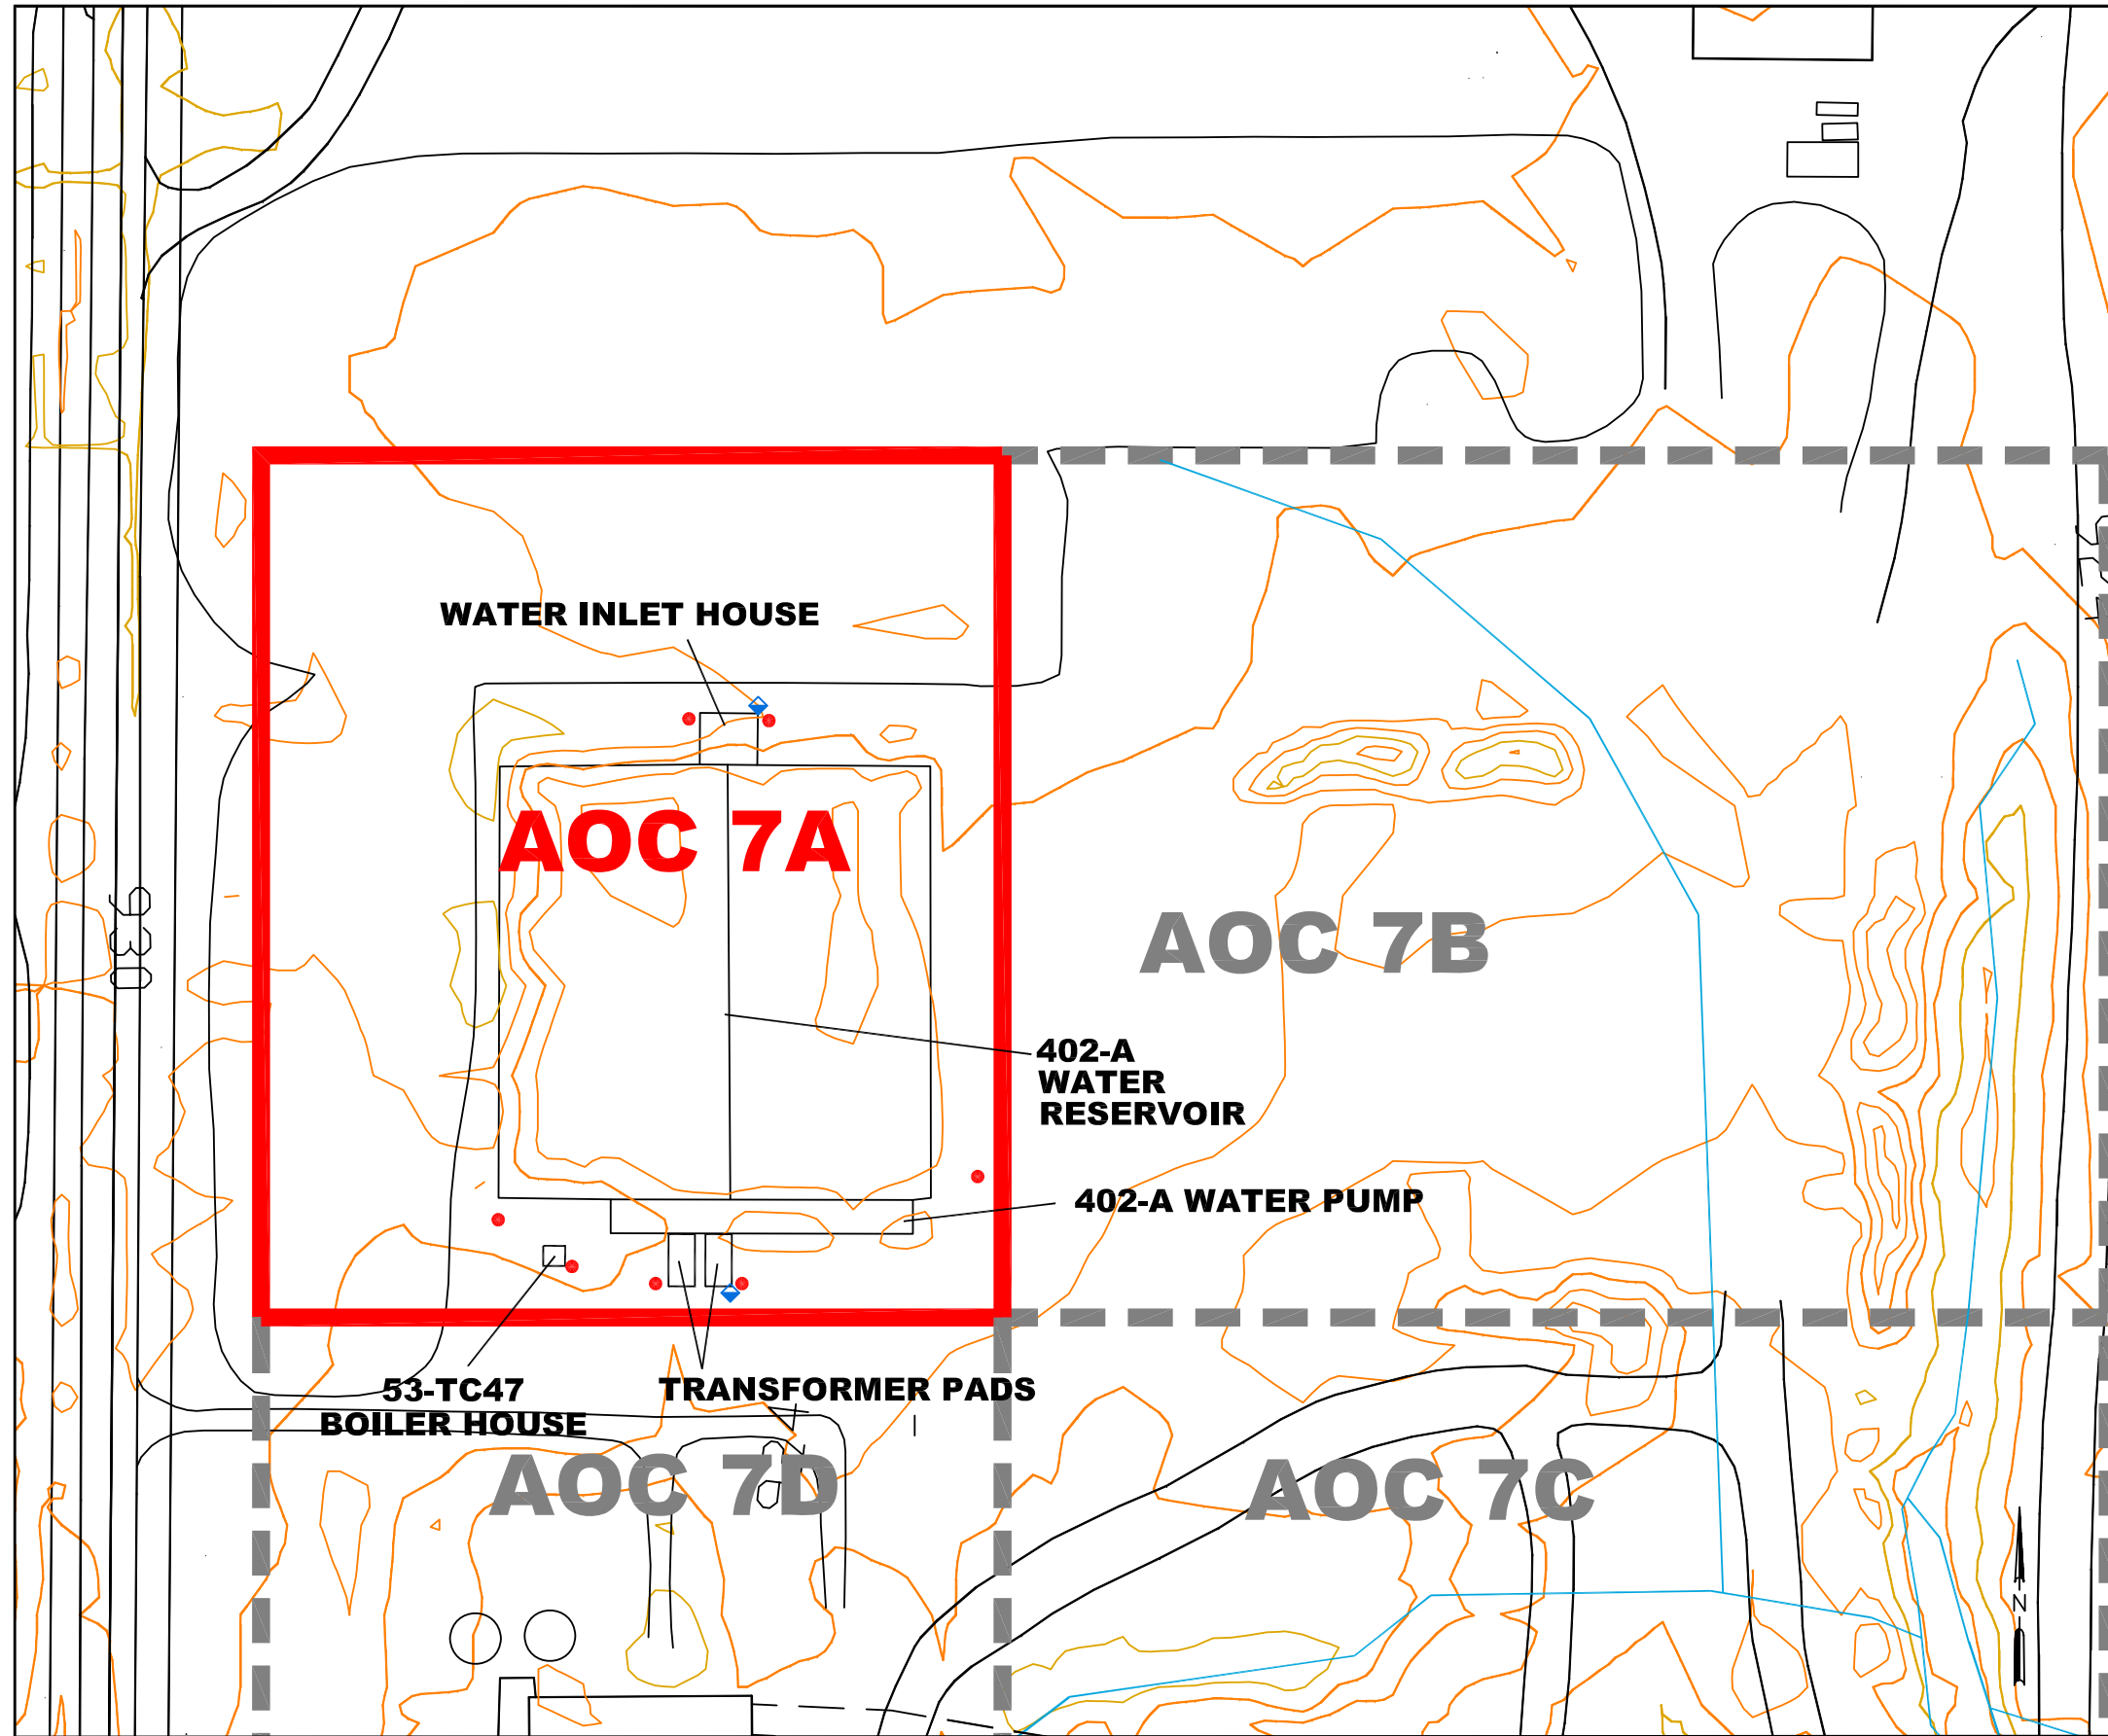 WATER INLET HOUSE
AOC 7A
AOC 7B
402-A
WATER
RESERVOIR
402-A WATER PUMP
53-TC47
BOILER HOUSE
TRANSFORMER PADS
AOC 7D
AOC 7C
N